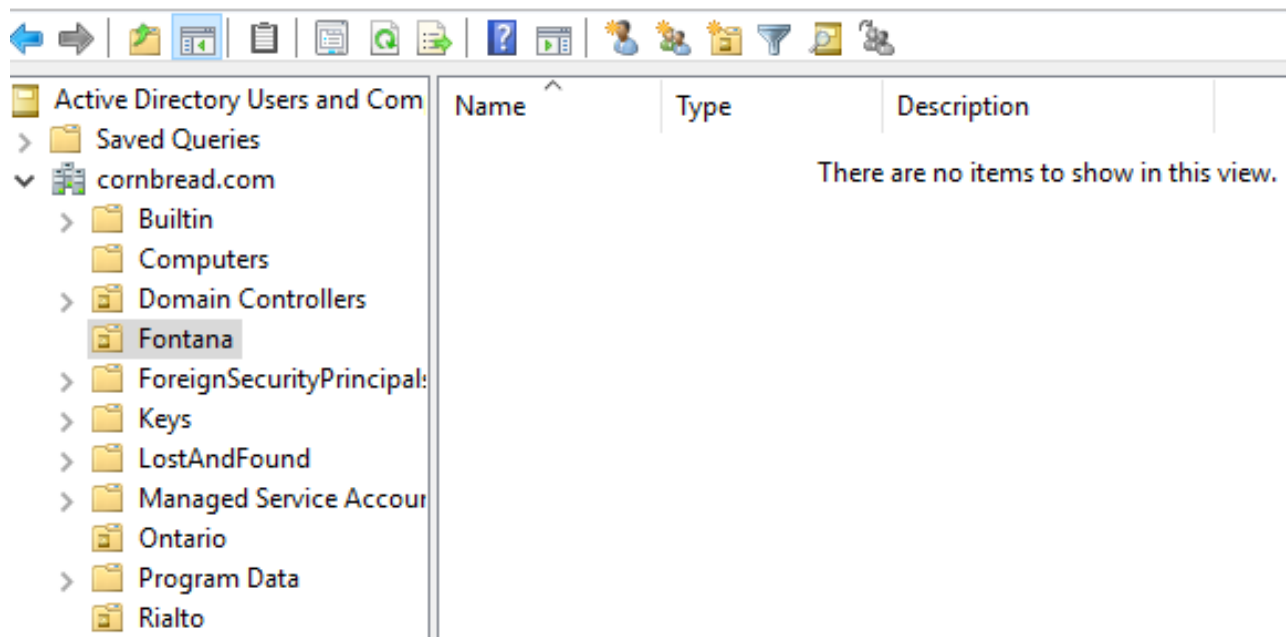 Active Directory Users and Com
Name
Type
Description
Saved Queries
There are no items to show in this view.
cornbread.com
Builtin
Computers
Domain Controllers
Fontana
ForeignSecurityPrincipals
Keys
LostAndFound
Managed Service Accour
Ontario
Program Data
Rialto